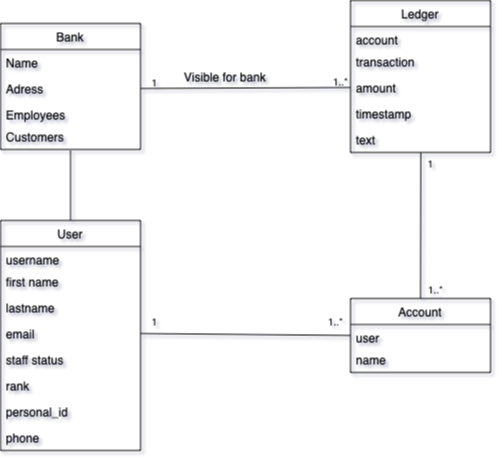 Bank
Name
Adress
Employees
Customers
1
Visible for bank
1..*
Ledger
account
transaction
amount
timestamp
text
1
1..*
User
username
first name
lastname
email
staff status
rank
personal_id
phone
1
1..*
Account
user
name